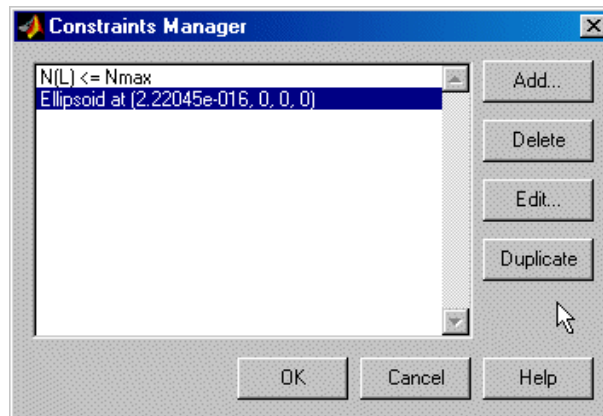 Constraints Manager
N(L) <= Nmax
Ellipsoid at (2.22045e-016, 0, 0, 0)
Add...
Delete
Edit...
Duplicate
OK
Cancel
Help